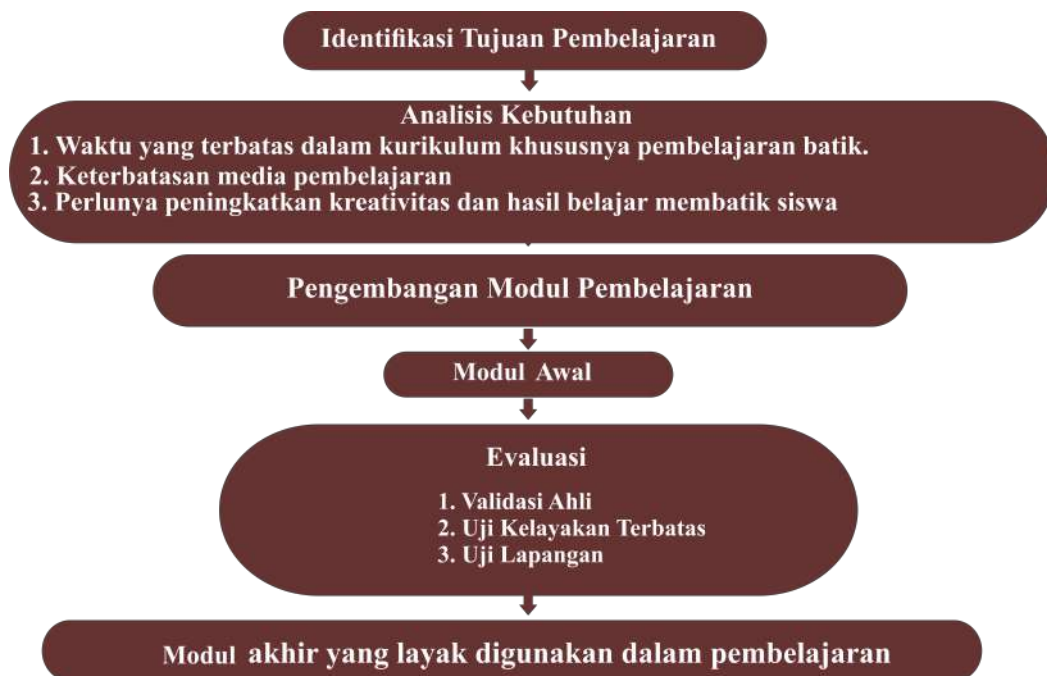 Identifikasi Tujuan Pembelajaran
Analisis Kebutuhan
1. Waktu yang terbatas dalam kurikulum khususnya pembelajaran batik.
2. Keterbatasan media pembelajaran
3. Perlunya peningkatkan kreativitas dan hasil belajar membatik siswa
Pengembangan Modul Pembelajaran
Modul Awal
Evaluasi
1. Validasi Ahli
2. Uji Kelayakan Terbatas
3. Uji Lapangan
Modul akhir yang layak digunakan dalam pembelajaran